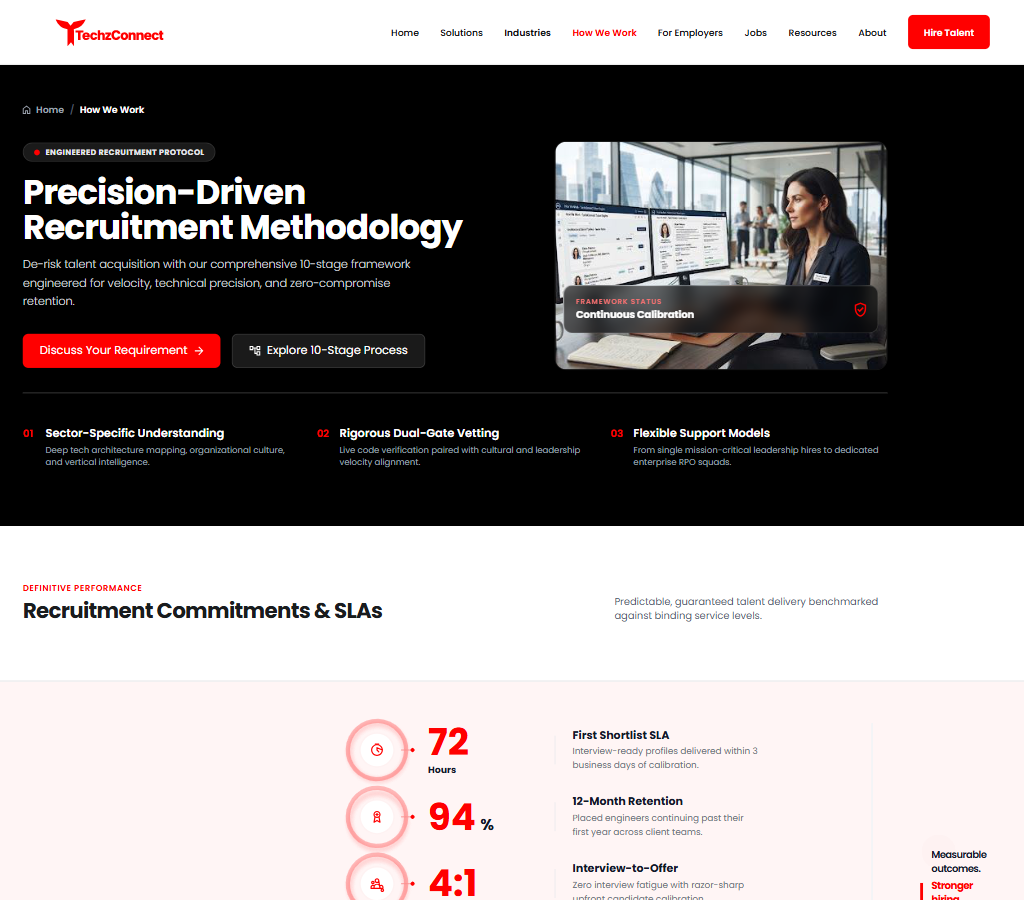 TechzConnect
Home
Solutions
Industries
How We Work
For Employers
Jobs
Resources
About
Hire Talent
Home / How We Work
ENGINEERED RECRUITMENT PROTOCOL
Precision-Driven
Recruitment Methodology
De-risk talent acquisition with our comprehensive 10-stage framework
engineered for velocity, technical precision, and zero-compromise
retention.
Discuss Your Requirement →
Explore 10-Stage Process
FRAMEWORK STATUS
Continuous Calibration
01 Sector-Specific Understanding
Deep tech architecture mapping, organizational culture,
and vertical intelligence.
02 Rigorous Dual-Gate Vetting
Live code verification paired with cultural and leadership
velocity alignment.
03 Flexible Support Models
From single mission-critical leadership hires to dedicated
enterprise RPO squads.
DEFINITIVE PERFORMANCE
Recruitment Commitments & SLAs
Predictable, guaranteed talent delivery benchmarked
against binding service levels.
72
Hours
First Shortlist SLA
Interview-ready profiles delivered within 3
business days of calibration.
94 %
12-Month Retention
Placed engineers continuing past their
first year across client teams.
4:1
Interview-to-Offer
Zero interview fatigue with razor-sharp
upfront candidate calibration.
Measurable
outcomes.
Stronger
hiring